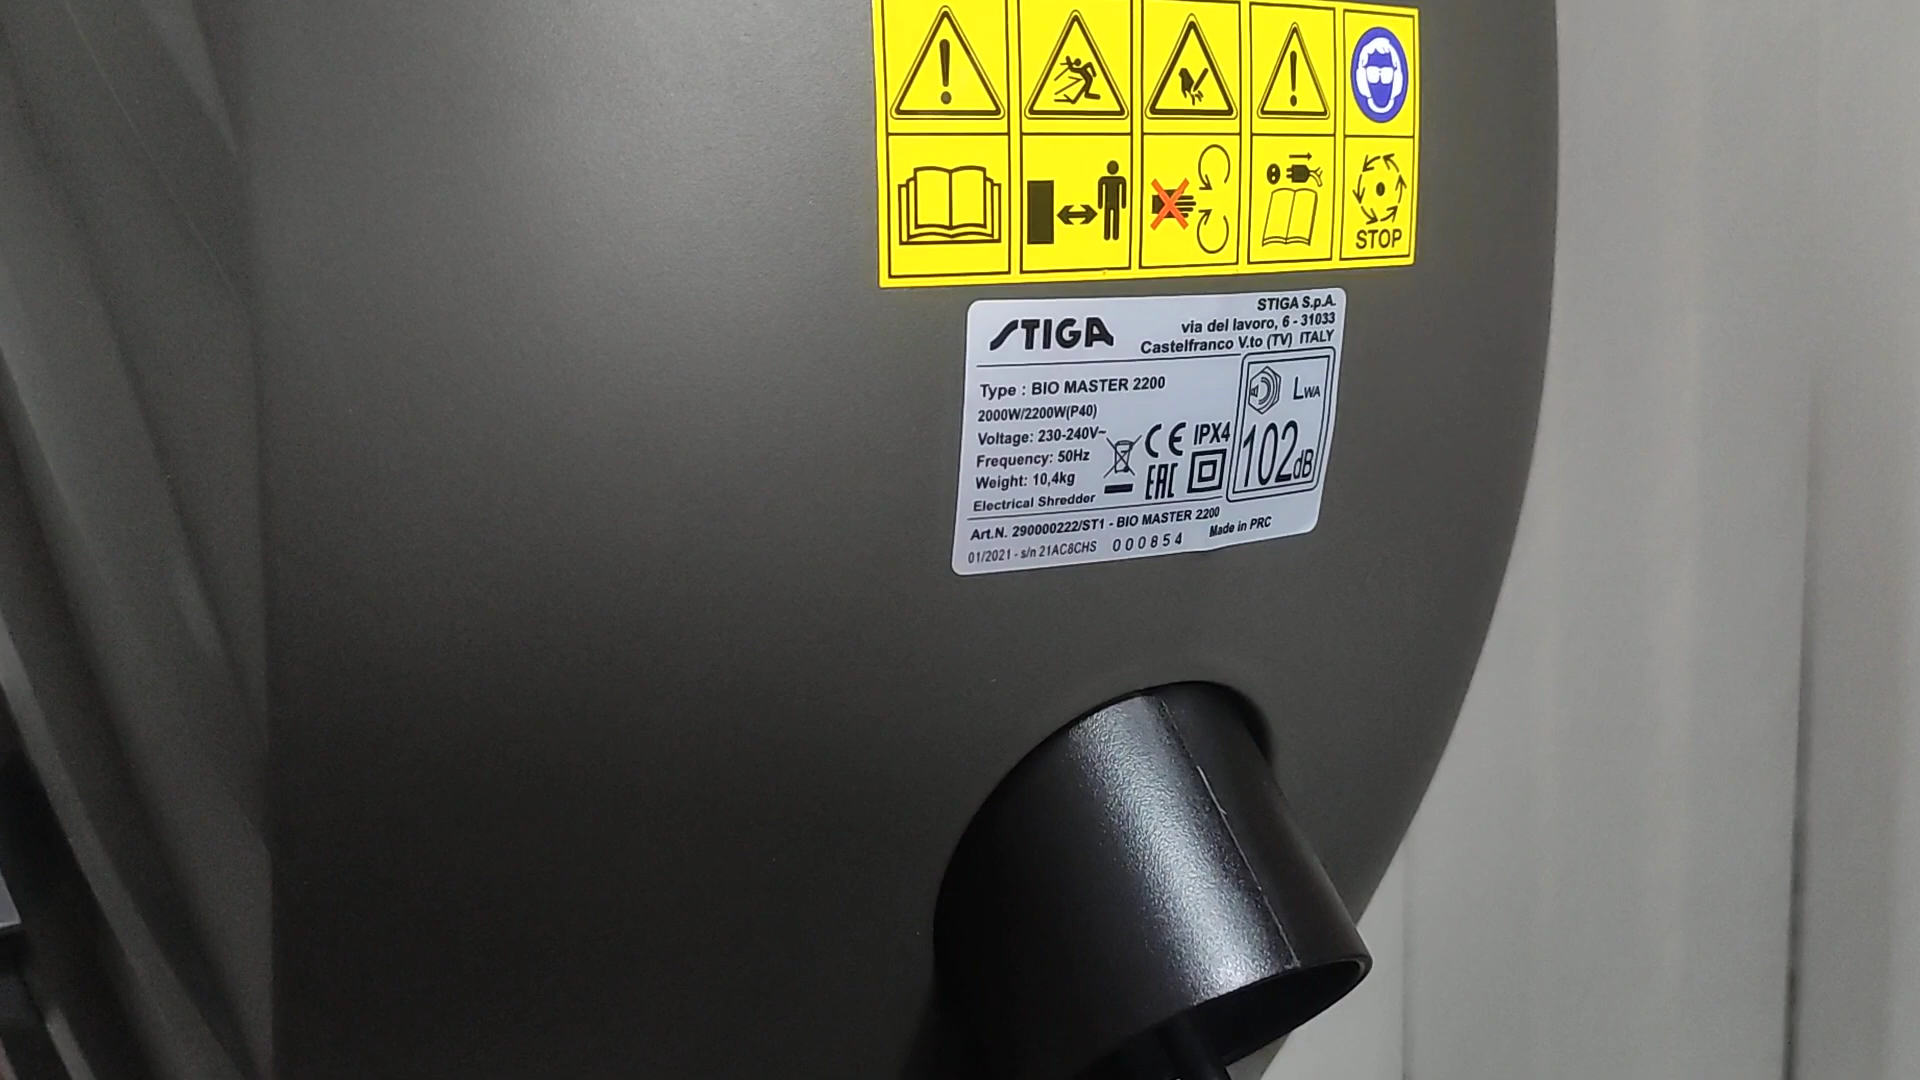 STOP
STIGA
STIGA S.p.A.
via del lavoro, 6 - 31033
Castelfranco V.to (TV) ITALY
Type : BIO MASTER 2200
2000W/2200W(P40)
Voltage: 230-240V~
Frequency: 50Hz
Weight: 10,4kg
Electrical Shredder
CE IPX4
EAC
LWA
102dB
Art.N. 290000222/ST1 - BIO MASTER 2200
01/2021 - s/n 21AC8CHS 000854 Made in PRC